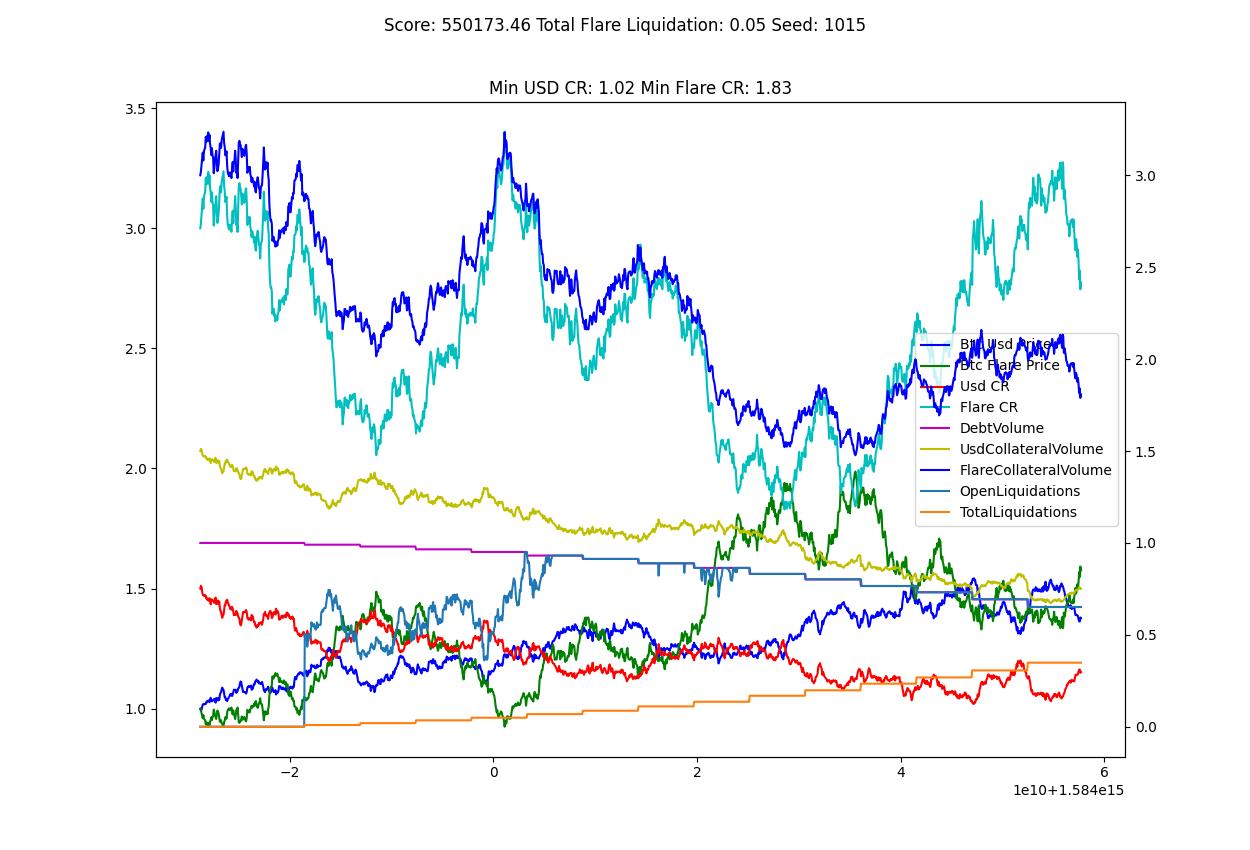 Score: 550173.46 Total Flare Liquidation: 0.05 Seed: 1015
Min USD CR: 1.02 Min Flare CR: 1.83
3.5
3.0
2.5
2.0
1.5
1.0
3.0
2.5
2.0
1.5
1.0
0.5
0.0
Btc Usd Price
Btc Flare Price
Usd CR
Flare CR
DebtVolume
UsdCollateralVolume
FlareCollateralVolume
OpenLiquidations
TotalLiquidations
−2 0 2 4 6
1e10+1.584e15